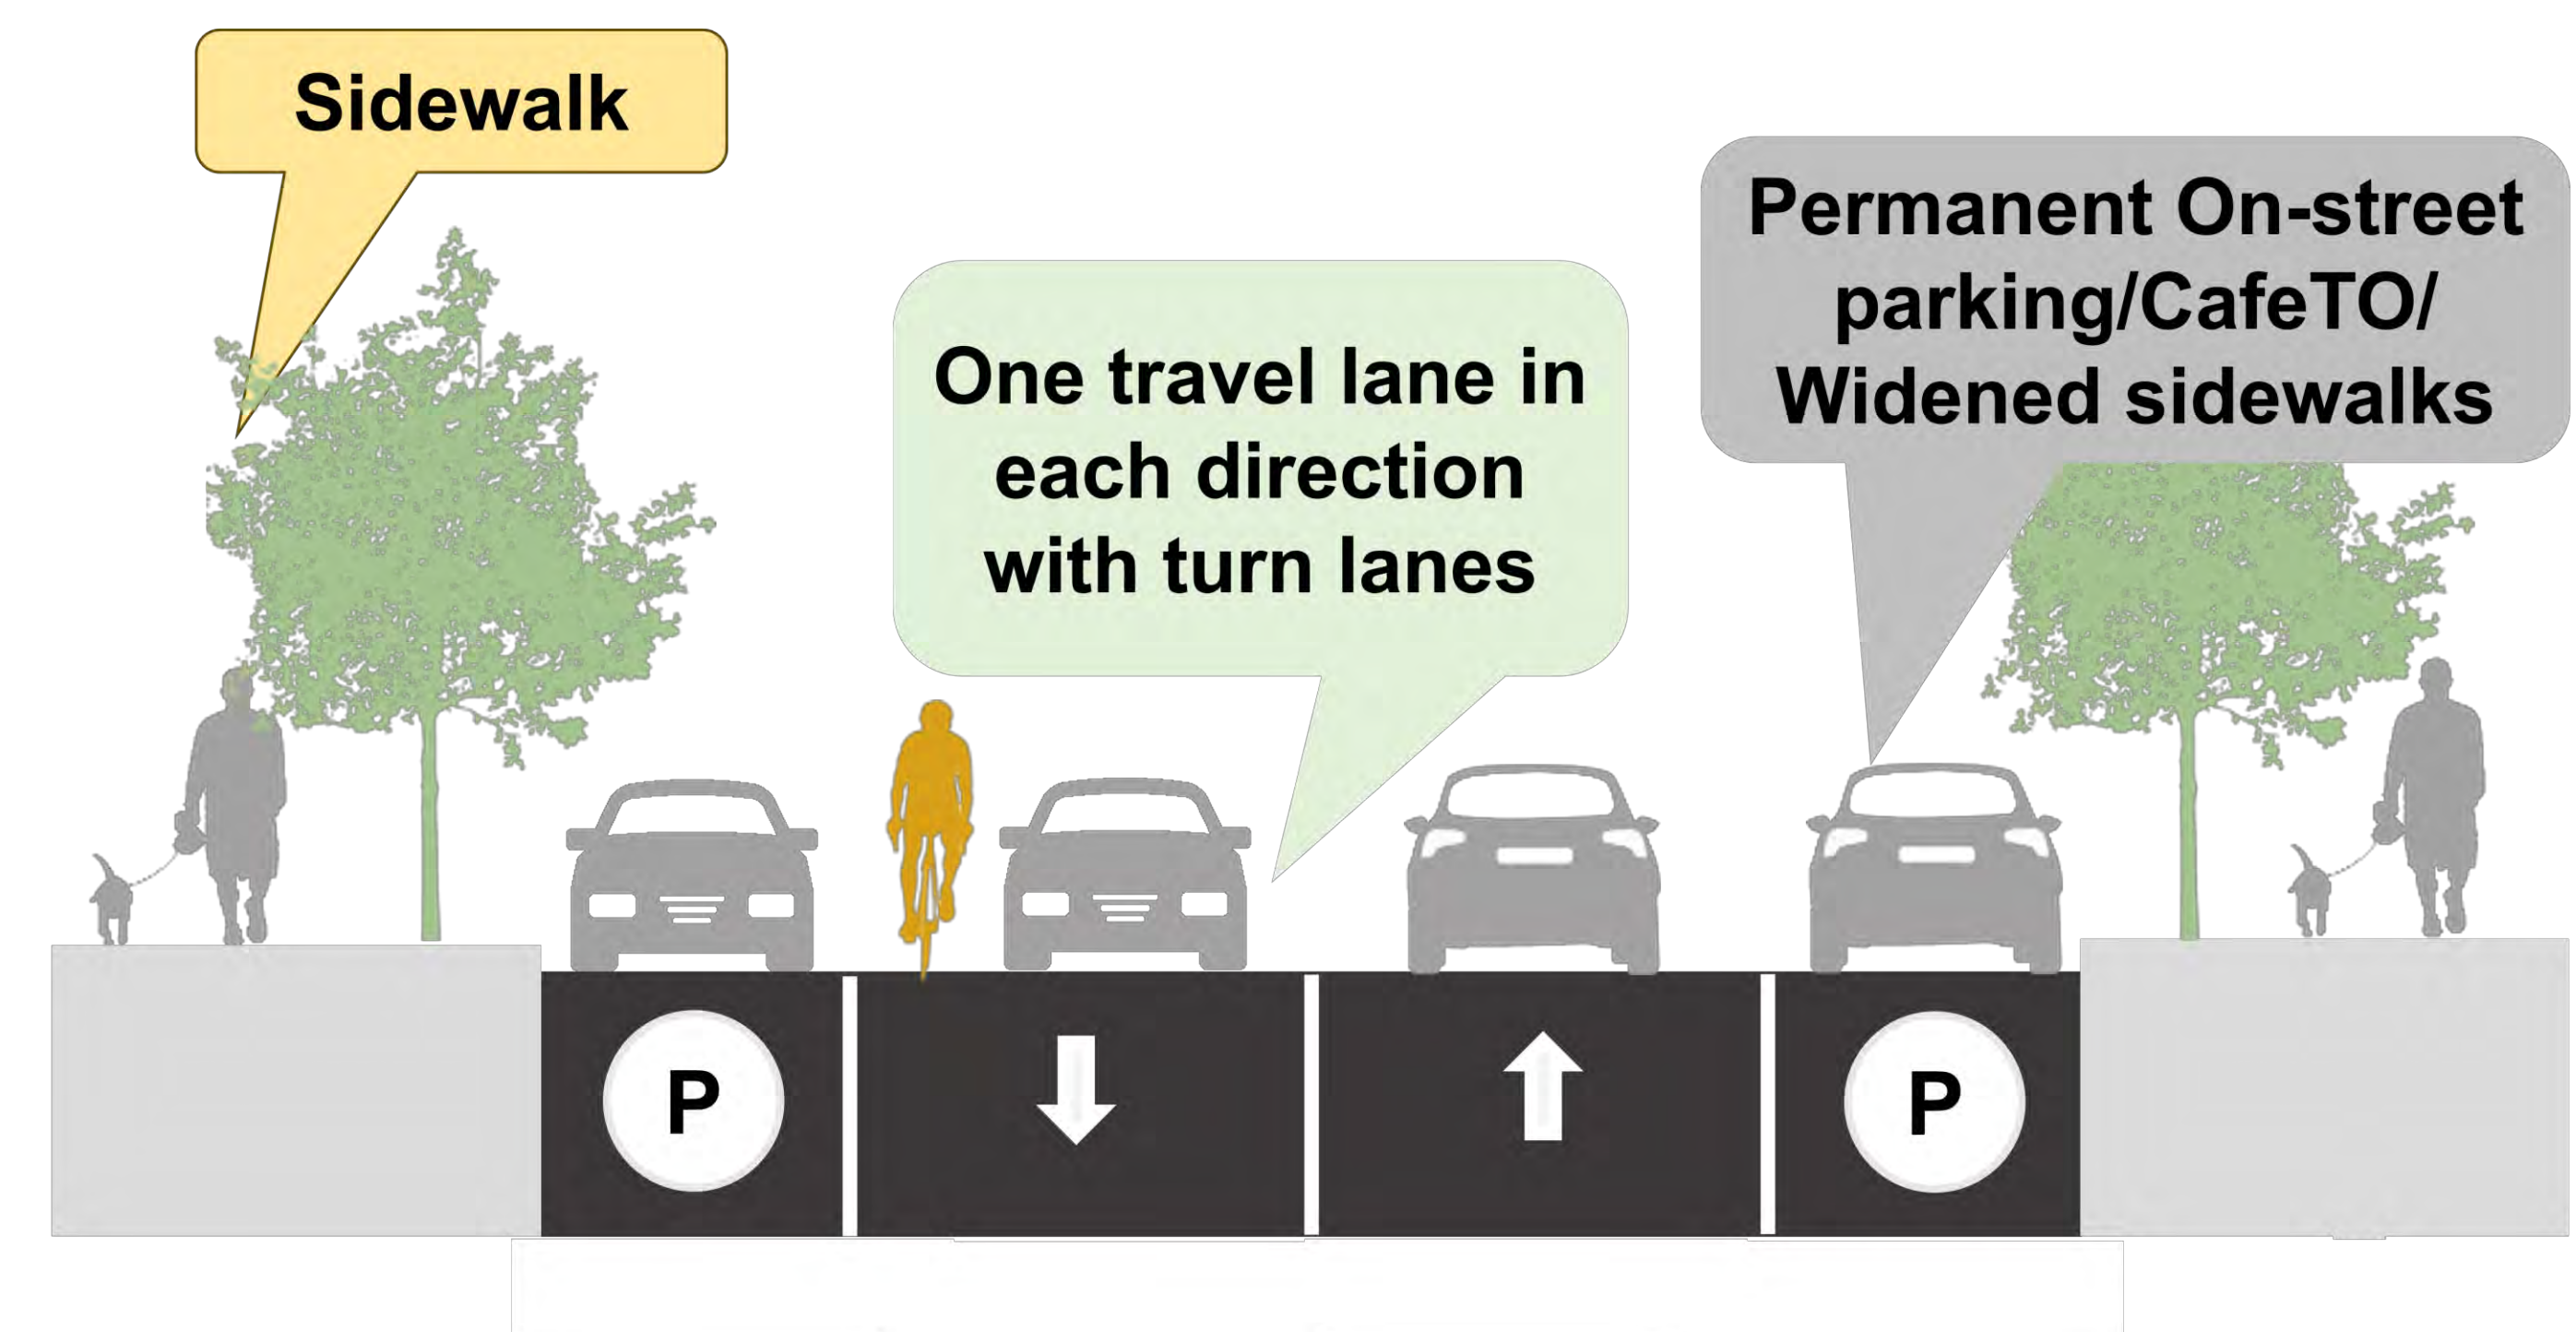 Sidewalk
Permanent On-street
parking/CafeTO/
Widened sidewalks
One travel lane in
each direction
with turn lanes
P
P